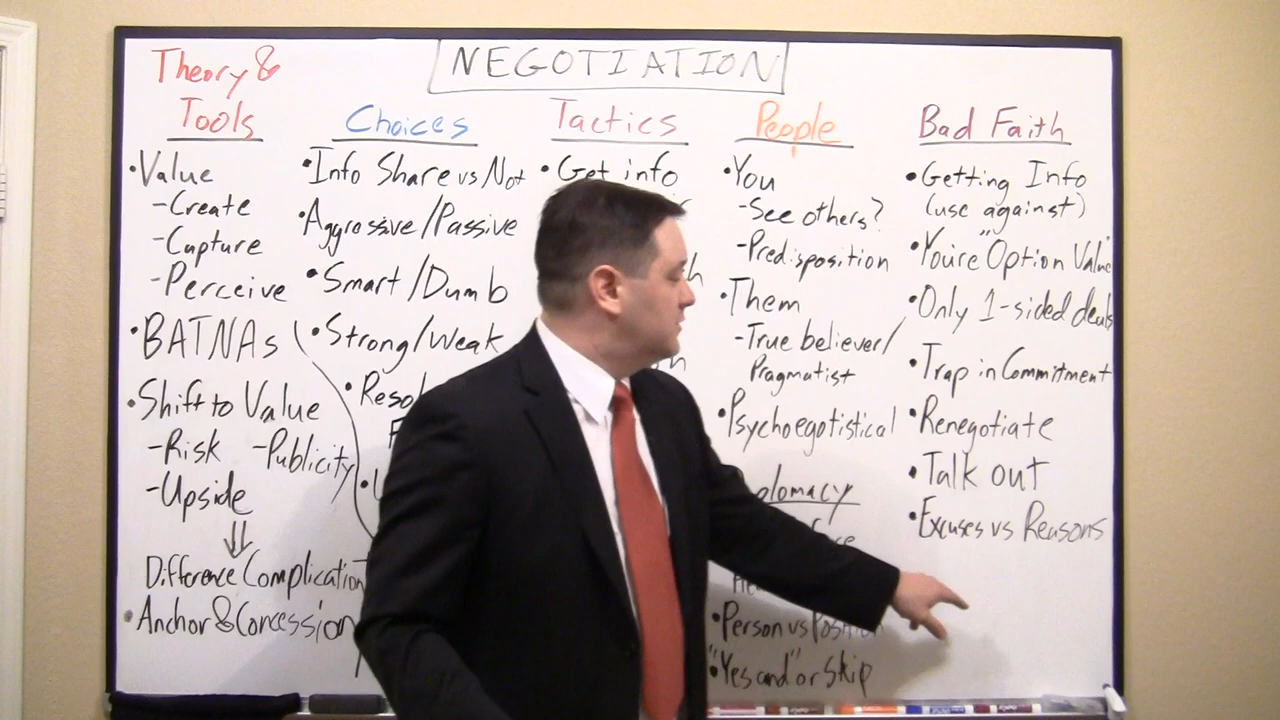 NEGOTIATION
Theory &
Tools
•Value
-Create
-Capture
-Perceive
•BATNAs
•Shift to Value
-Risk -Publicity
-Upside
Difference Complication
•Anchor & Concession
Choices
•Info Share vs Not
•Aggressive/Passive
•Smart/Dumb
•Strong/Weak
Tactics
•Get info
People
•You
-See others?
-Predisposition
•Them
-True believer/
Pragmatist
•Psychoegotistical
•Person vs Position
•"Yes and" or skip
Bad Faith
•Getting Info
(use against)
•You're "Option Value"
•Only 1-sided deals
•Trap in Commitment
•Renegotiate
•Talk out
•Excuses vs Reasons